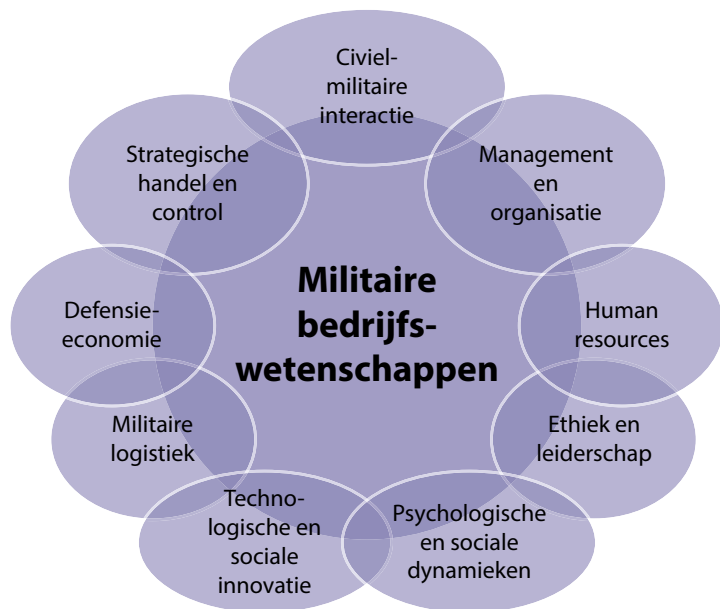 Civiel-
militaire
interactie
Strategische
handel en
control
Management
en
organisatie
Militaire
bedrijfs-
wetenschappen
Defensie-
economie
Human
resources
Militaire
logistiek
Ethiek en
leiderschap
Techno-
logische en
sociale
innovatie
Psychologische
en sociale
dynamieken